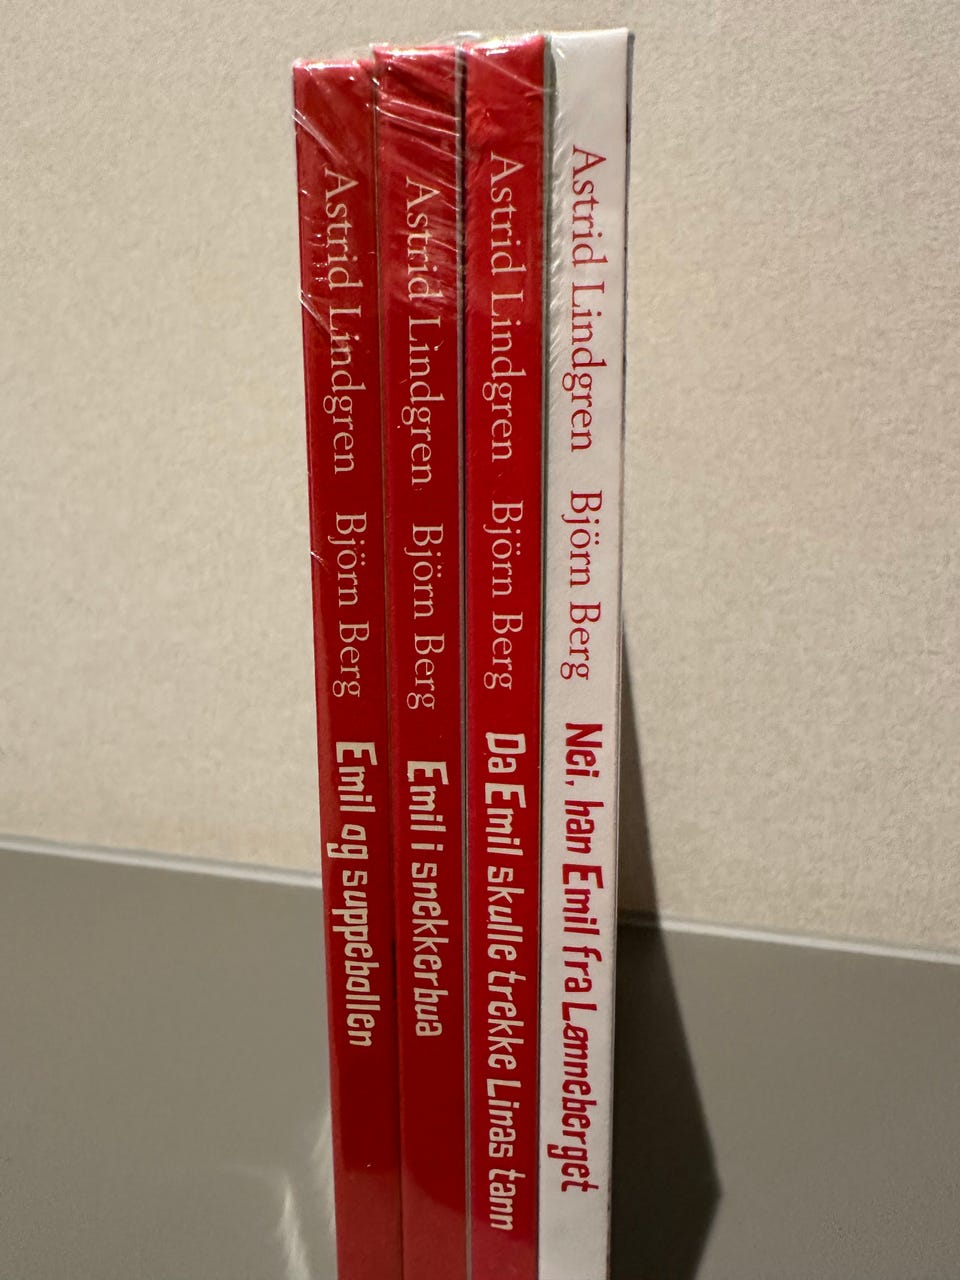 Astrid Lindgren Björn Berg Emil og suppebollen
Astrid Lindgren Björn Berg Emil i snekkerbua
Astrid Lindgren Björn Berg Da Emil skulle trekke Linas tann
Astrid Lindgren Björn Berg Nei, han Emil fra Lønneberget